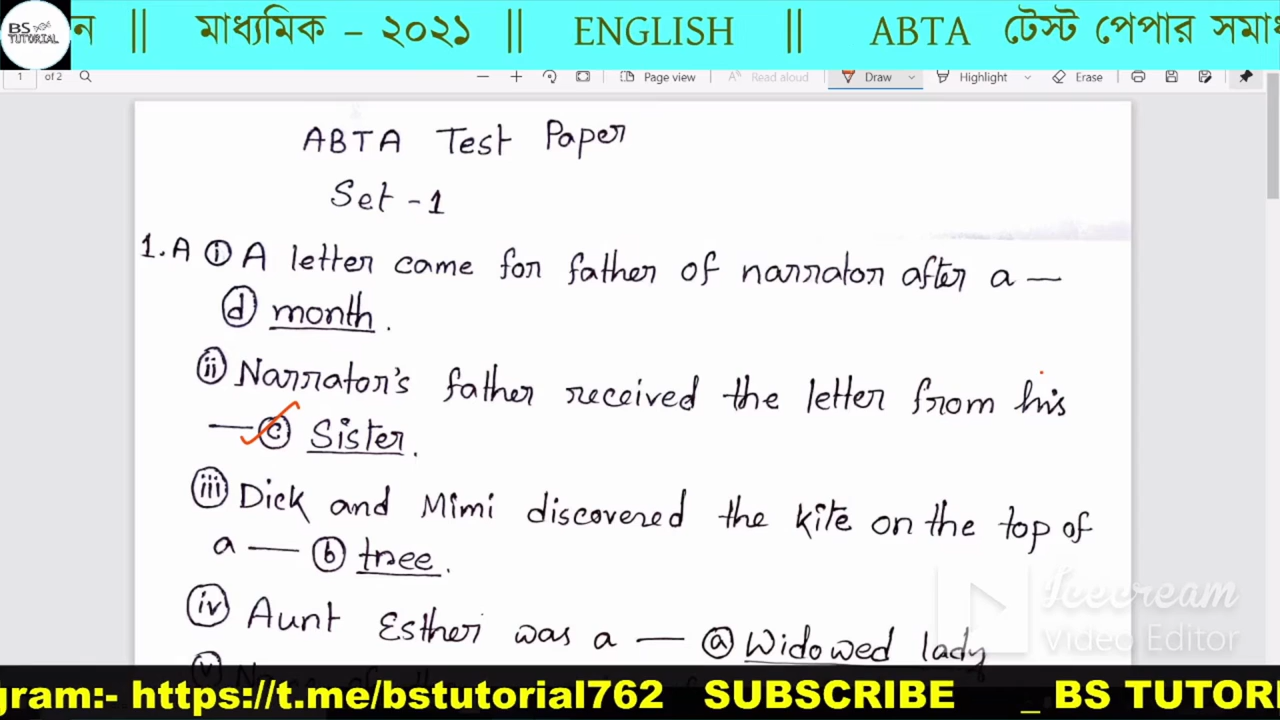 BS
TUTORIAL
ন || মাধ্যমিক – ২০২১ || ENGLISH || ABTA টেস্ট পেপার সমা
1 of 2 Page view Read aloud Draw Highlight Erase
ABTA Test Paper
Set -1
1.A (i) A letter came for father of narrator after a —
(d) month.
(ii) Narrator's father received the letter from his
— (c) Sister.
(iii) Dick and Mimi discovered the kite on the top of
a — (b) tree.
(iv) Aunt Esther was a — (a) Widowed lady
Icecream
Video Editor
gram:- https://t.me/bstutorial762 SUBSCRIBE _ BS TUTOR